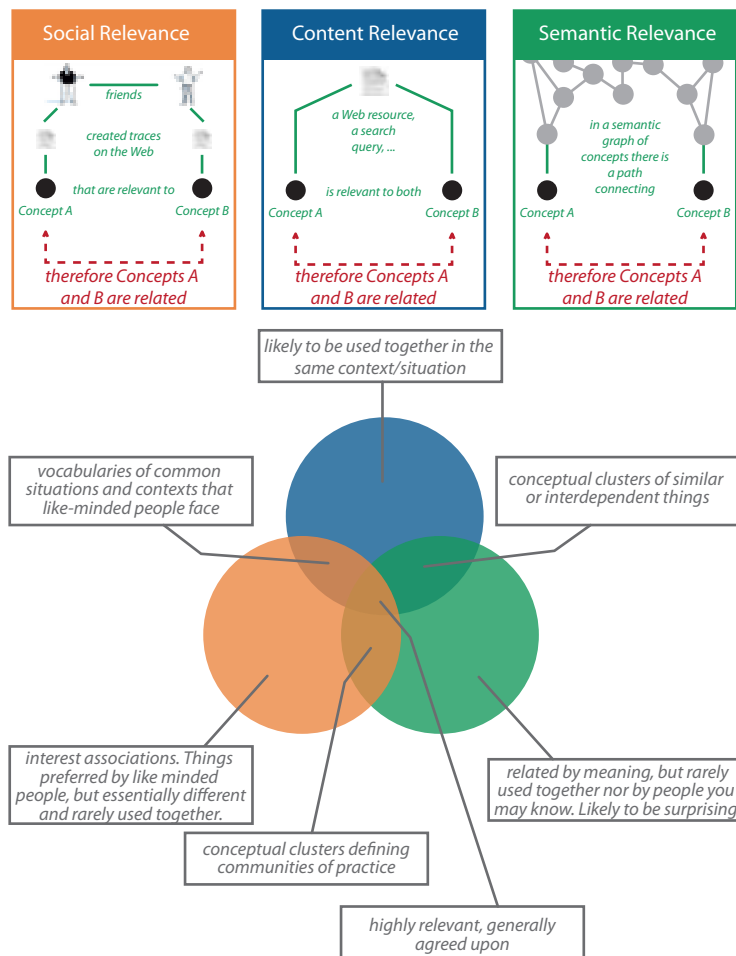 Social Relevance
friends
created traces
on the Web
that are relevant to
Concept A
Concept B
therefore Concepts A
and B are related
Content Relevance
a Web resource,
a search
query, ...
is relevant to both
Concept A
Concept B
therefore Concepts A
and B are related
Semantic Relevance
in a semantic
graph of
concepts there is
a path
connecting
Concept A
Concept B
therefore Concepts A
and B are related
likely to be used together in the
same context/situation
vocabularies of common
situations and contexts that
like-minded people face
conceptual clusters of similar
or interdependent things
interest associations. Things
preferred by like minded
people, but essentially different
and rarely used together.
related by meaning, but rarely
used together nor by people you
may know. Likely to be surprising
conceptual clusters defining
communities of practice
highly relevant, generally
agreed upon